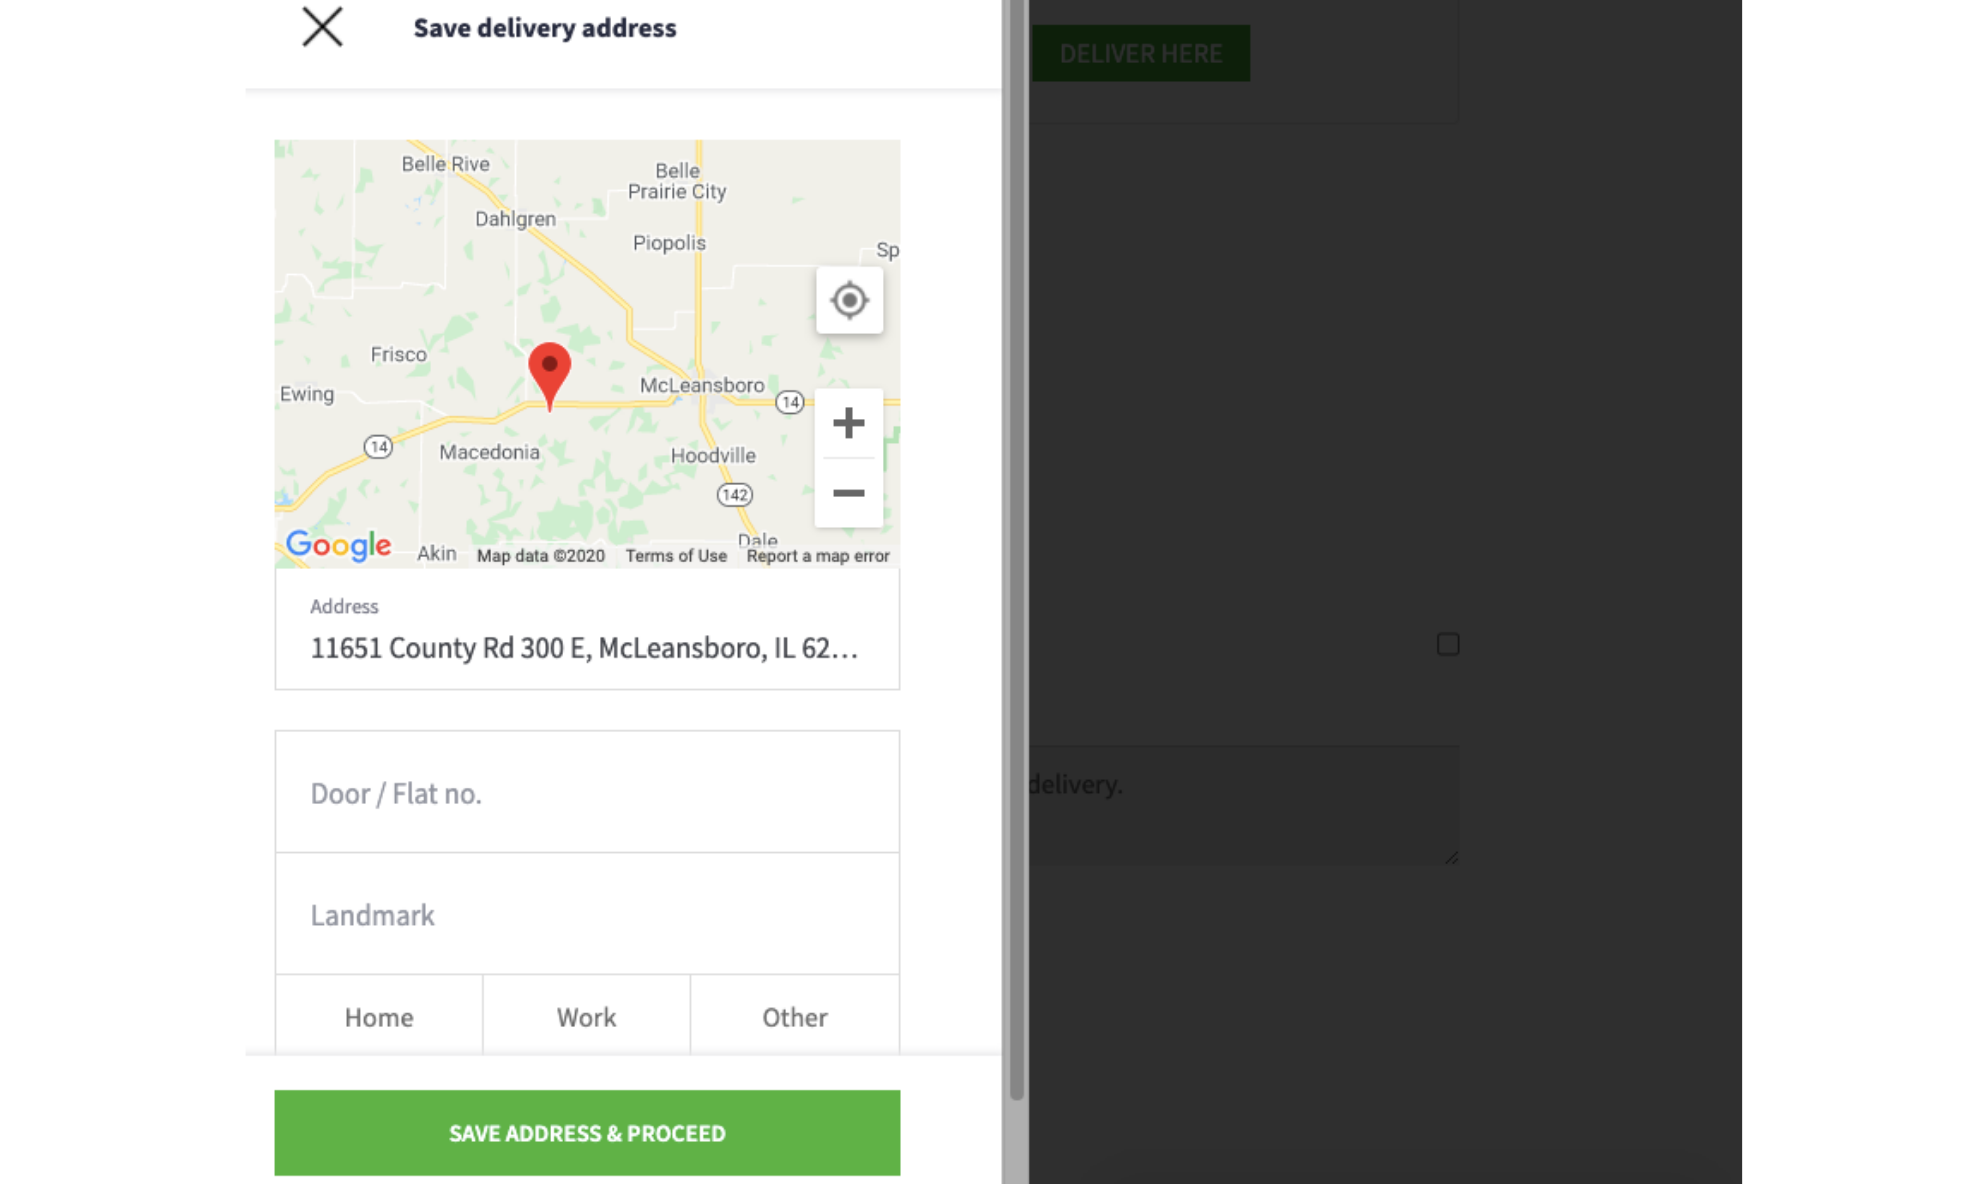 Save delivery address
DELIVER HERE
Belle Rive
Belle
Prairie City
Dahlgren
Piopolis
Sp
Frisco
Ewing
McLeansboro
14
14
Macedonia
Hoodville
142
Dale
Google
Akin
Map data ©2020
Terms of Use
Report a map error
Address
11651 County Rd 300 E, McLeansboro, IL 62...
delivery.
Door / Flat no.
Landmark
Home
Work
Other
SAVE ADDRESS & PROCEED